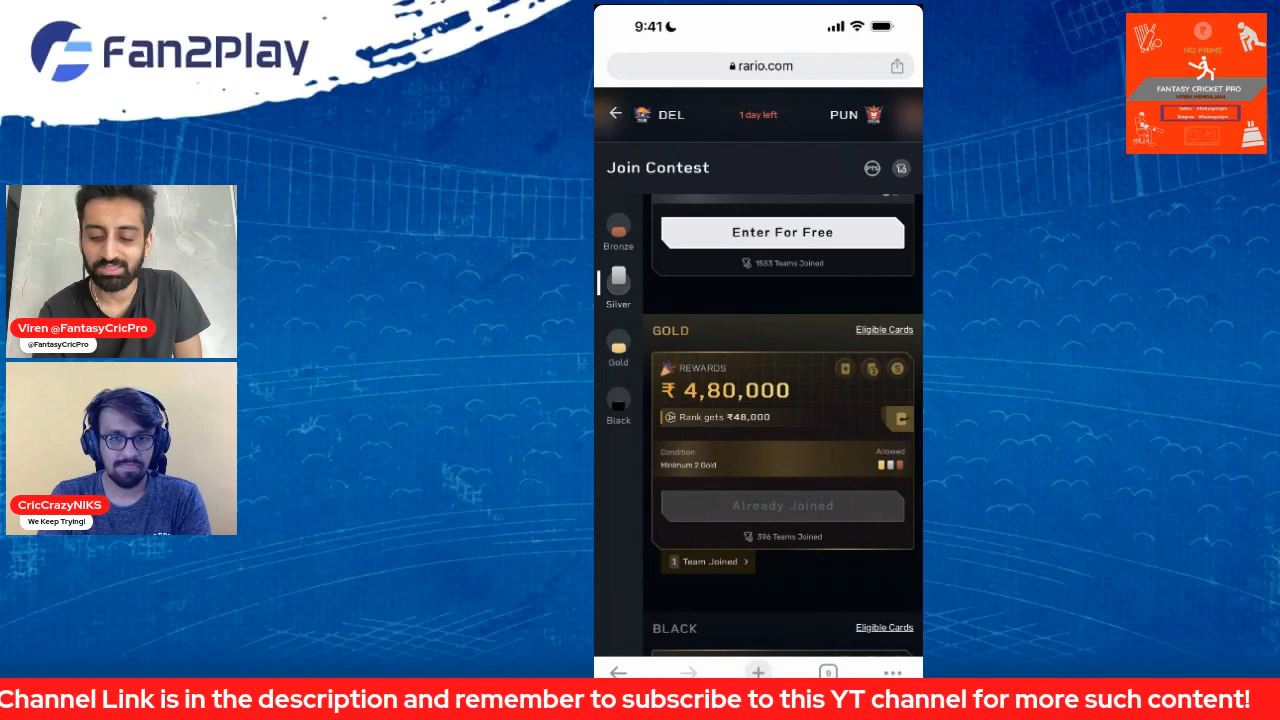 Fan2Play
Viren @FantasyCricPro
@FantasyCricPro
CricCrazyNIKS
We Keep Trying!
9:41
rario.com
DEL
1 day left
PUN
Join Contest
PTS
Bronze
Silver
Gold
Black
Enter For Free
1553 Teams Joined
GOLD
Eligible Cards
REWARDS
₹ 4,80,000
Rank gets ₹48,000
Condition
Minimum 2 Gold
Allowed
Already Joined
396 Teams Joined
1 Team Joined >
BLACK
Eligible Cards
9
NO PRIME
FANTASY CRICKET PRO
Channel Link is in the description and remember to subscribe to this YT channel for more such content!